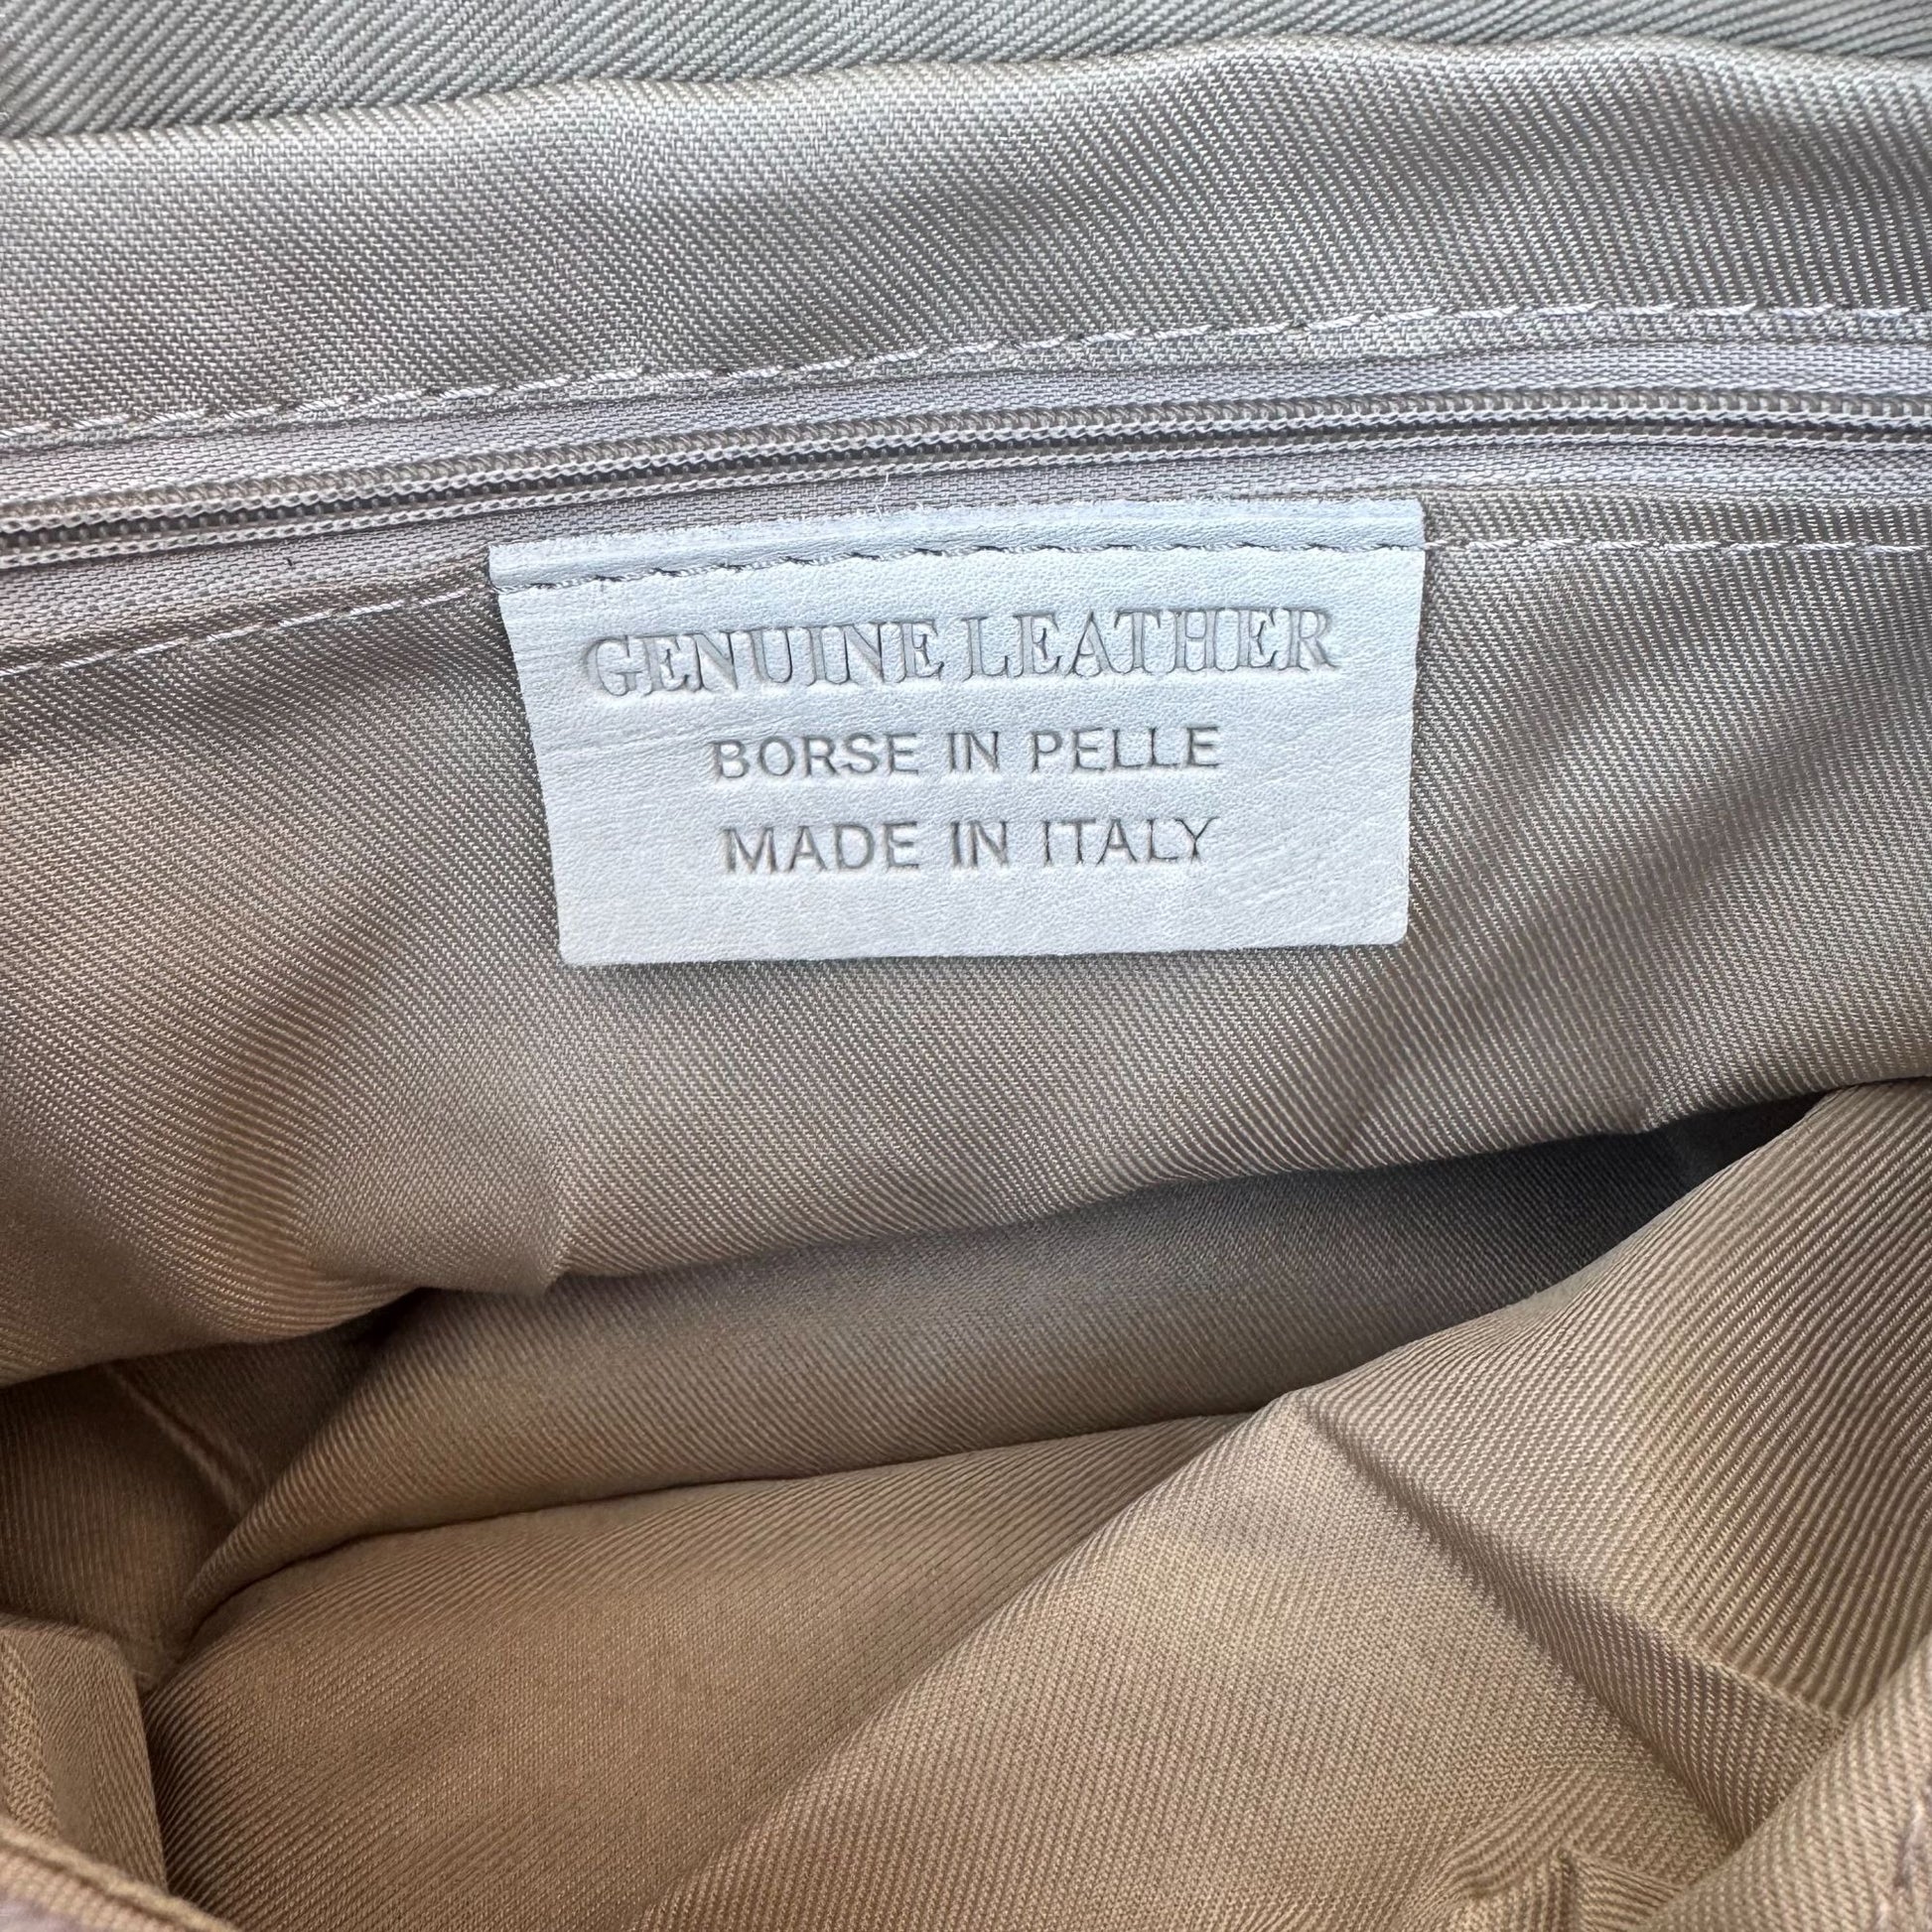 GENUINE LEATHER
BORSE IN PELLE
MADE IN ITALY